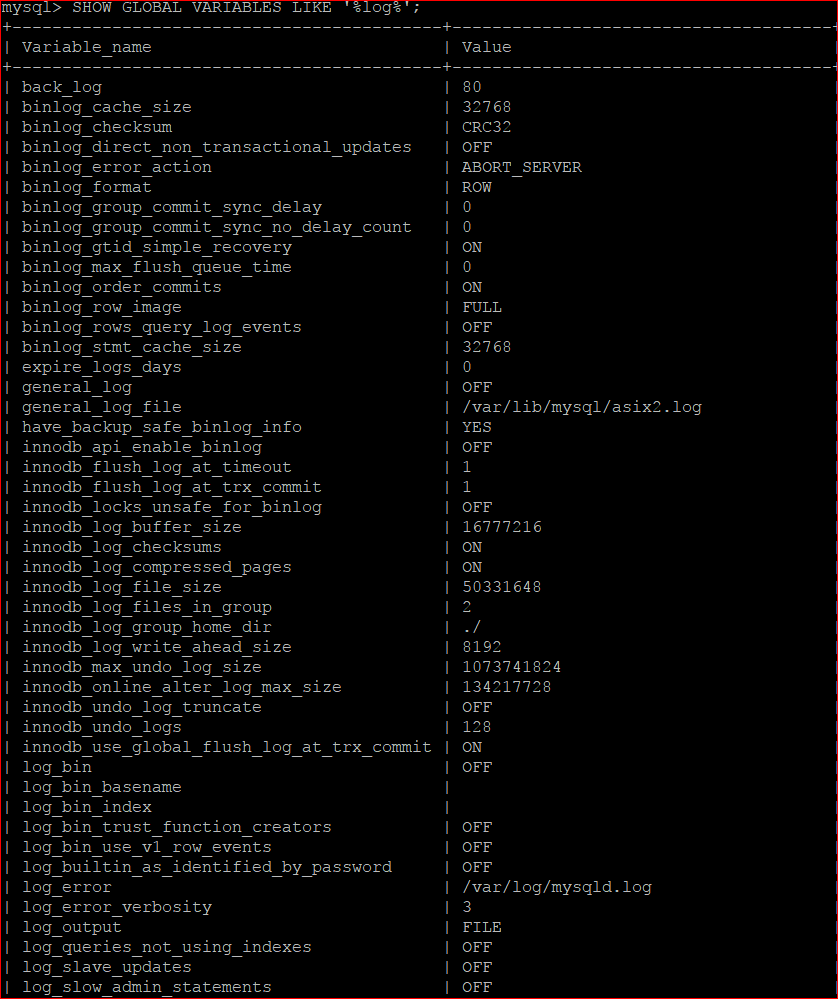 mysql> SHOW GLOBAL VARIABLES LIKE '%log%';
+-------------------------------------------+--------------------------------------+
| Variable_name | Value
+-------------------------------------------+--------------------------------------+
| back_log | 80
| binlog_cache_size | 32768
| binlog_checksum | CRC32
| binlog_direct_non_transactional_updates | OFF
| binlog_error_action | ABORT_SERVER
| binlog_format | ROW
| binlog_group_commit_sync_delay | 0
| binlog_group_commit_sync_no_delay_count | 0
| binlog_gtid_simple_recovery | ON
| binlog_max_flush_queue_time | 0
| binlog_order_commits | ON
| binlog_row_image | FULL
| binlog_rows_query_log_events | OFF
| binlog_stmt_cache_size | 32768
| expire_logs_days | 0
| general_log | OFF
| general_log_file | /var/lib/mysql/asix2.log
| have_backup_safe_binlog_info | YES
| innodb_api_enable_binlog | OFF
| innodb_flush_log_at_timeout | 1
| innodb_flush_log_at_trx_commit | 1
| innodb_locks_unsafe_for_binlog | OFF
| innodb_log_buffer_size | 16777216
| innodb_log_checksums | ON
| innodb_log_compressed_pages | ON
| innodb_log_file_size | 50331648
| innodb_log_files_in_group | 2
| innodb_log_group_home_dir | ./
| innodb_log_write_ahead_size | 8192
| innodb_max_undo_log_size | 1073741824
| innodb_online_alter_log_max_size | 134217728
| innodb_undo_log_truncate | OFF
| innodb_undo_logs | 128
| innodb_use_global_flush_log_at_trx_commit | ON
| log_bin | OFF
| log_bin_basename |
| log_bin_index |
| log_bin_trust_function_creators | OFF
| log_bin_use_v1_row_events | OFF
| log_builtin_as_identified_by_password | OFF
| log_error | /var/log/mysqld.log
| log_error_verbosity | 3
| log_output | FILE
| log_queries_not_using_indexes | OFF
| log_slave_updates | OFF
| log_slow_admin_statements | OFF